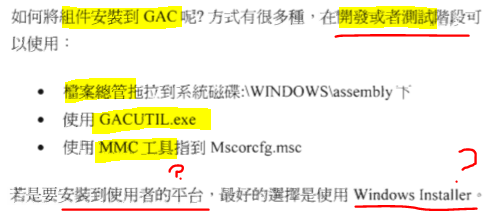 如何將組件安裝到 GAC 呢? 方式有很多種，在開發或者測試階段可
以使用：
• 檔案總管拖拉到系統磁碟:\WINDOWS\assembly 下
• 使用 GACUTIL.exe
• 使用 MMC 工具指到 Mscorcfg.msc
? ?
若是要安裝到使用者的平台，最好的選擇是使用 Windows Installer。